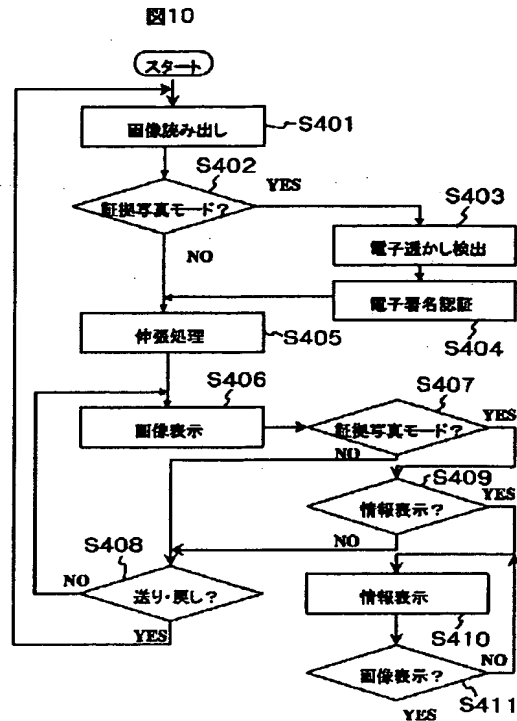 図10
スタート
画像読み出し
S401
S402
証拠写真モード?
YES
NO
S403
電子透かし検出
電子署名認証
S404
伸張処理
S405
S406
画像表示
S407
証拠写真モード?
YES
NO
S409
情報表示?
YES
NO
S408
送り・戻し?
NO
YES
情報表示
S410
画像表示?
NO
S411
YES